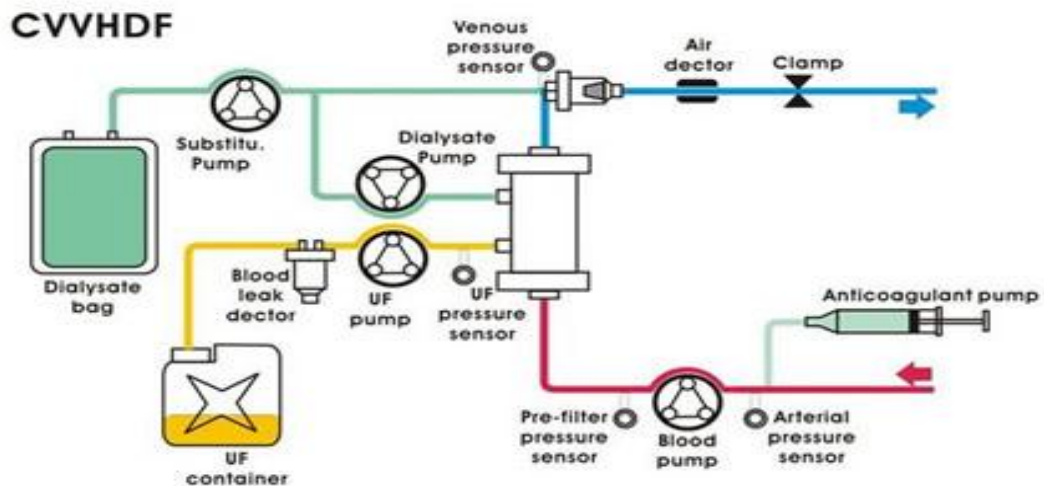 CVVHDF
Venous
pressure
sensor
Air
dector
Clamp
Substitu.
Pump
Dialysate
Pump
Dialysate
bag
Blood
leak
dector
UF
pump
UF
pressure
sensor
Anticoagulant pump
UF
container
Pre-filter
pressure
sensor
Blood
pump
Arterial
pressure
sensor